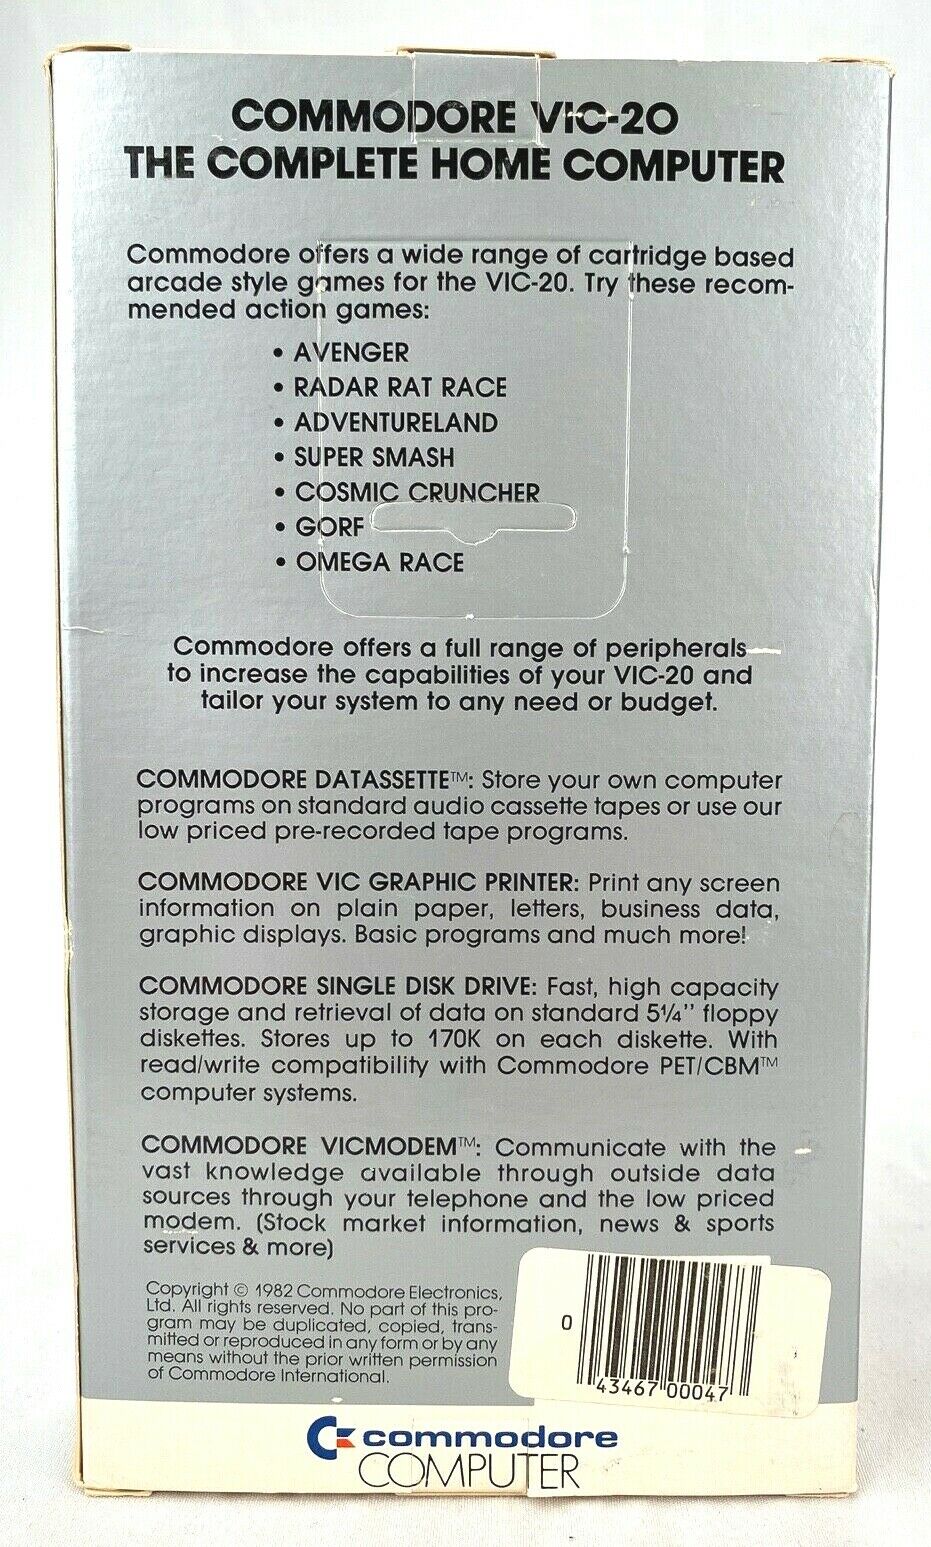 COMMODORE VIC-20
THE COMPLETE HOME COMPUTER
Commodore offers a wide range of cartridge based
arcade style games for the VIC-20. Try these recom-
mended action games:
• AVENGER
• RADAR RAT RACE
• ADVENTURELAND
• SUPER SMASH
• COSMIC CRUNCHER
• GORF
• OMEGA RACE
Commodore offers a full range of peripherals
to increase the capabilities of your VIC-20 and
tailor your system to any need or budget.
COMMODORE DATASSETTE™: Store your own computer
programs on standard audio cassette tapes or use our
low priced pre-recorded tape programs.
COMMODORE VIC GRAPHIC PRINTER: Print any screen
information on plain paper, letters, business data,
graphic displays. Basic programs and much more!
COMMODORE SINGLE DISK DRIVE: Fast, high capacity
storage and retrieval of data on standard 5¼" floppy
diskettes. Stores up to 170K on each diskette. With
read/write compatibility with Commodore PET/CBM™
computer systems.
COMMODORE VICMODEM™: Communicate with the
vast knowledge available through outside data
sources through your telephone and the low priced
modem. (Stock market information, news & sports
services & more)
Copyright © 1982 Commodore Electronics,
Ltd. All rights reserved. No part of this pro-
gram may be duplicated, copied, trans-
mitted or reproduced in any form or by any
means without the prior written permission
of Commodore International.
0 43467 00047
commodore
COMPUTER